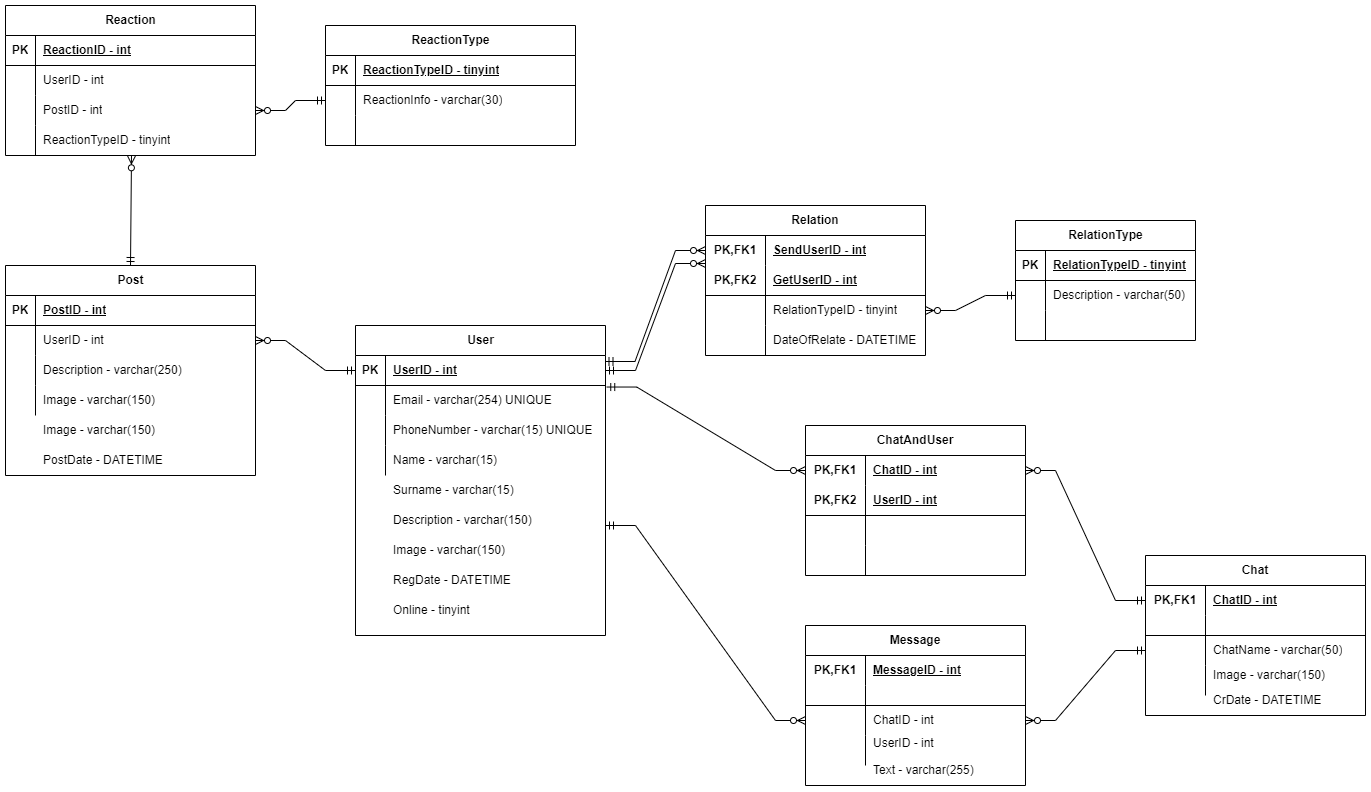 Reaction
PK ReactionID - int
UserID - int
PostID - int
ReactionTypeID - tinyint
ReactionType
PK ReactionTypeID - tinyint
ReactionInfo - varchar(30)
Post
PK PostID - int
UserID - int
Description - varchar(250)
Image - varchar(150)
Image - varchar(150)
PostDate - DATETIME
User
PK UserID - int
Email - varchar(254) UNIQUE
PhoneNumber - varchar(15) UNIQUE
Name - varchar(15)
Surname - varchar(15)
Description - varchar(150)
Image - varchar(150)
RegDate - DATETIME
Online - tinyint
Relation
PK,FK1 SendUserID - int
PK,FK2 GetUserID - int
RelationTypeID - tinyint
DateOfRelate - DATETIME
RelationType
PK RelationTypeID - tinyint
Description - varchar(50)
ChatAndUser
PK,FK1 ChatID - int
PK,FK2 UserID - int
Message
PK,FK1 MessageID - int
ChatID - int
UserID - int
Text - varchar(255)
Chat
PK,FK1 ChatID - int
ChatName - varchar(50)
Image - varchar(150)
CrDate - DATETIME